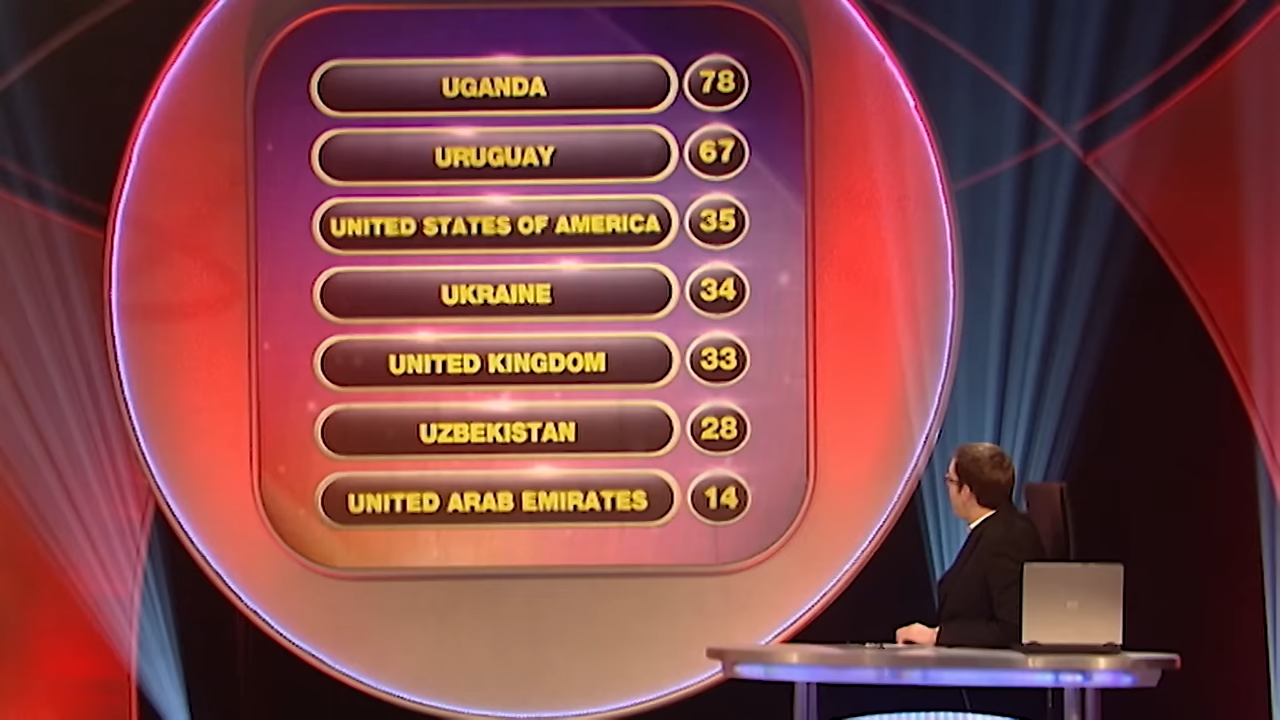 UGANDA 78
URUGUAY 67
UNITED STATES OF AMERICA 35
UKRAINE 34
UNITED KINGDOM 33
UZBEKISTAN 28
UNITED ARAB EMIRATES 14